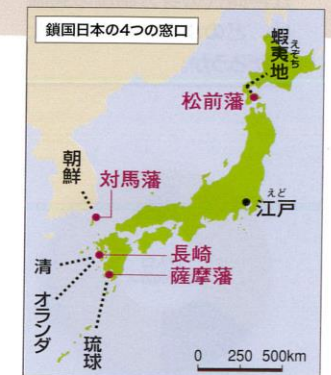 鎖国日本の4つの窓口
えぞち
蝦夷地
松前藩
朝鮮
対馬藩
えど
江戸
長崎
薩摩藩
清
オランダ
琉球
0 250 500km